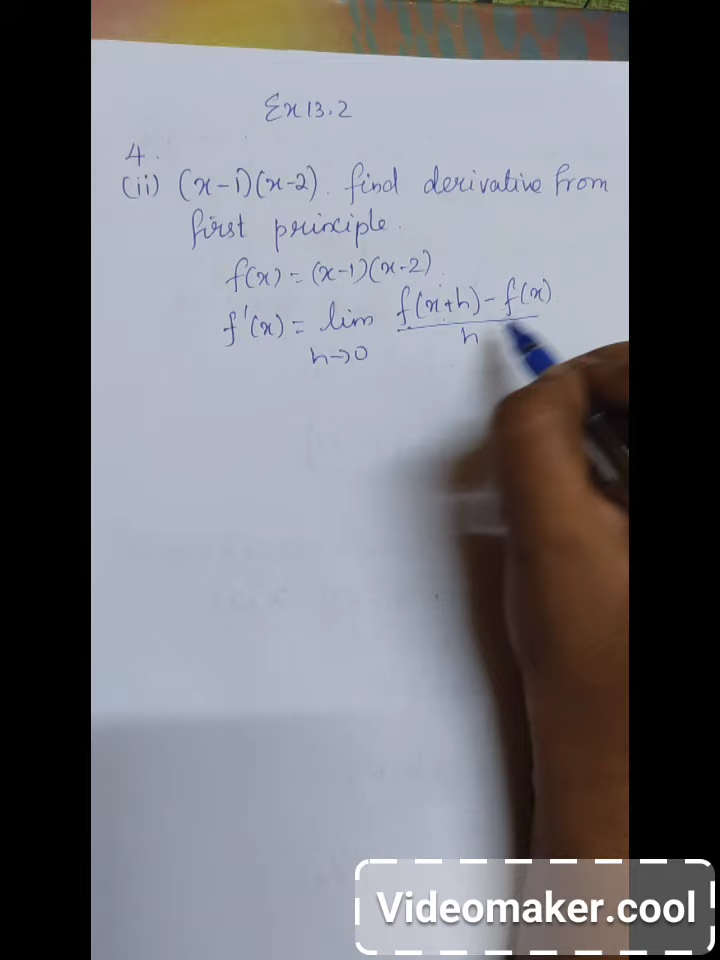 Ex 13.2
4.
(ii) (x-1)(x-2). find derivative from
first principle.
f(x) = (x-1)(x-2).
f'(x) = lim f(x+h) - f(x)
h→0 h
Videomaker.cool